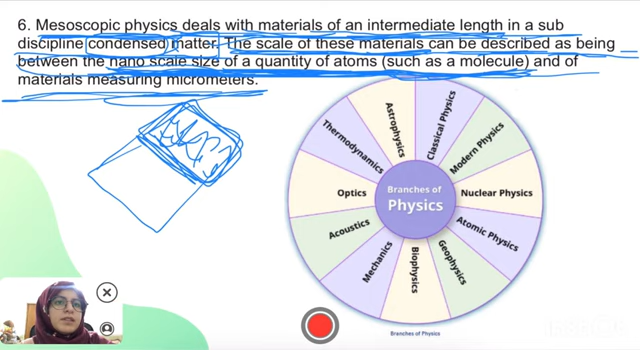 6. Mesoscopic physics deals with materials of an intermediate length in a sub
discipline condensed matter. The scale of these materials can be described as being
between the nano scale size of a quantity of atoms (such as a molecule) and of
materials measuring micrometers.
Astrophysics
Classical Physics
Thermodynamics
Modern Physics
Optics
Branches of
Physics
Nuclear Physics
Acoustics
Atomic Physics
Mechanics
Biophysics
Geophysics
Branches of Physics